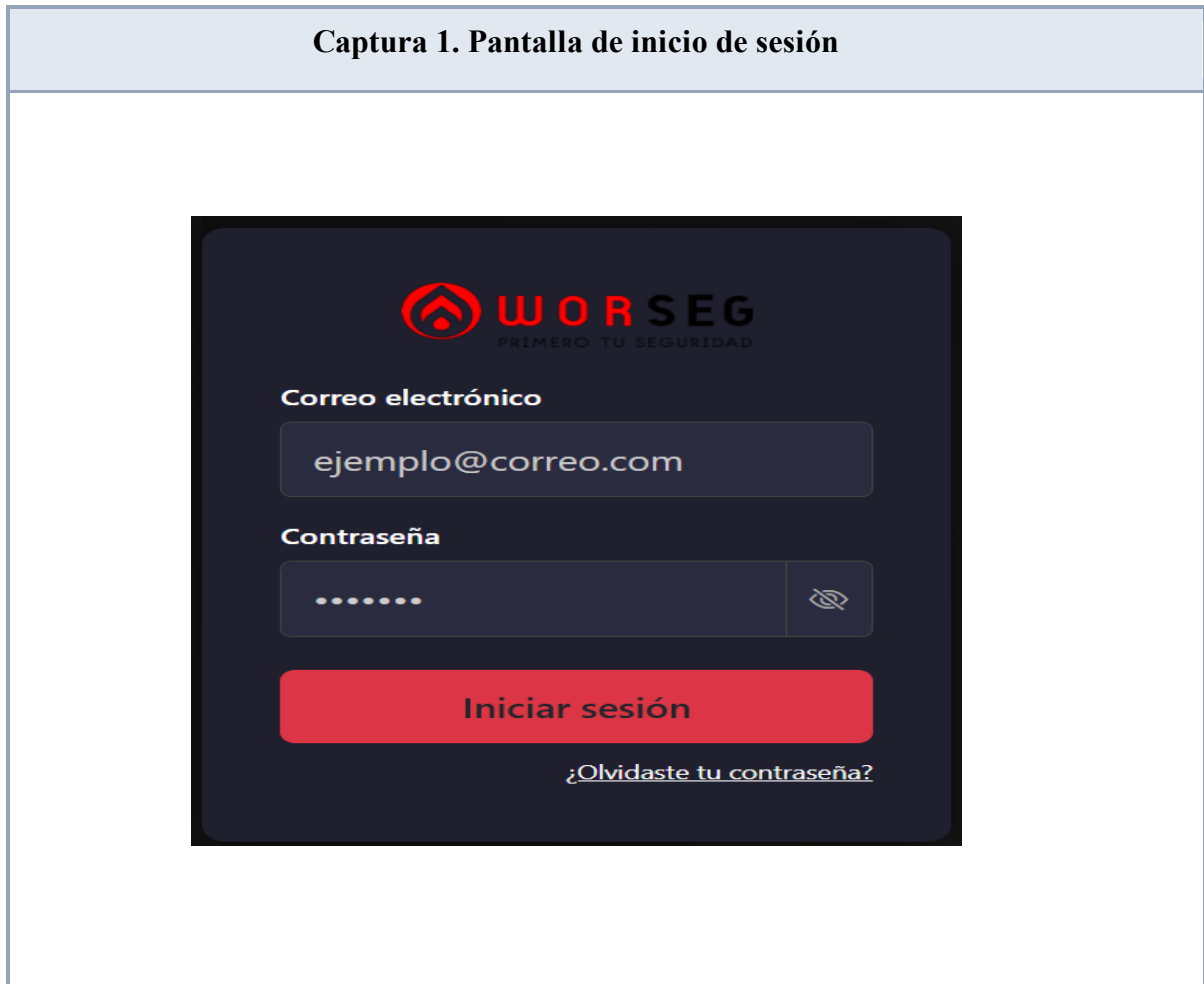 Captura 1. Pantalla de inicio de sesión
WORSEG
PRIMERO TU SEGURIDAD
Correo electrónico
ejemplo@correo.com
Contraseña
•••••••
Iniciar sesión
¿Olvidaste tu contraseña?